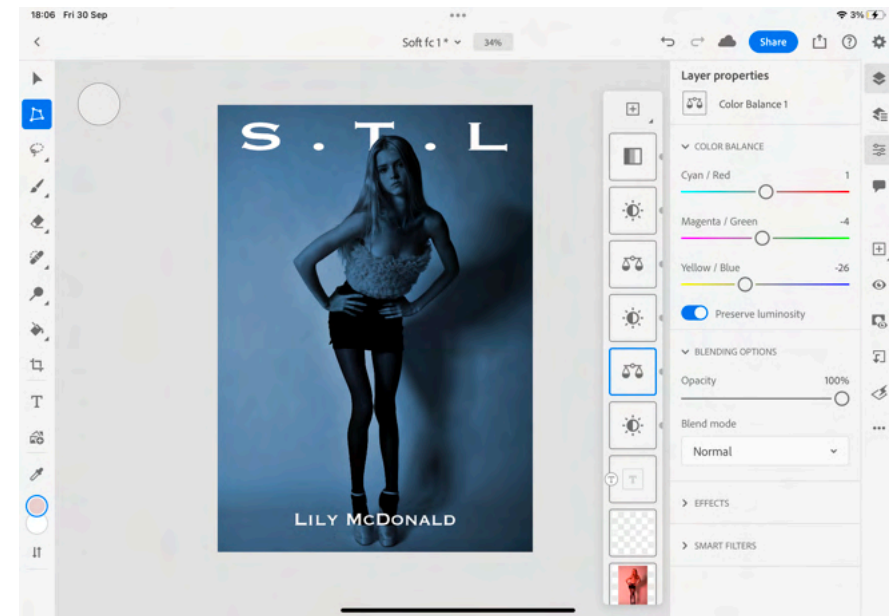 18:06 Fri 30 Sep
3%
Soft fc 1*
34%
Share
Layer properties
Color Balance 1
COLOR BALANCE
Cyan / Red 1
Magenta / Green -4
Yellow / Blue -26
Preserve luminosity
BLENDING OPTIONS
Opacity 100%
Blend mode
Normal
EFFECTS
SMART FILTERS
S . T . L
LILY MCDONALD
T
T
T